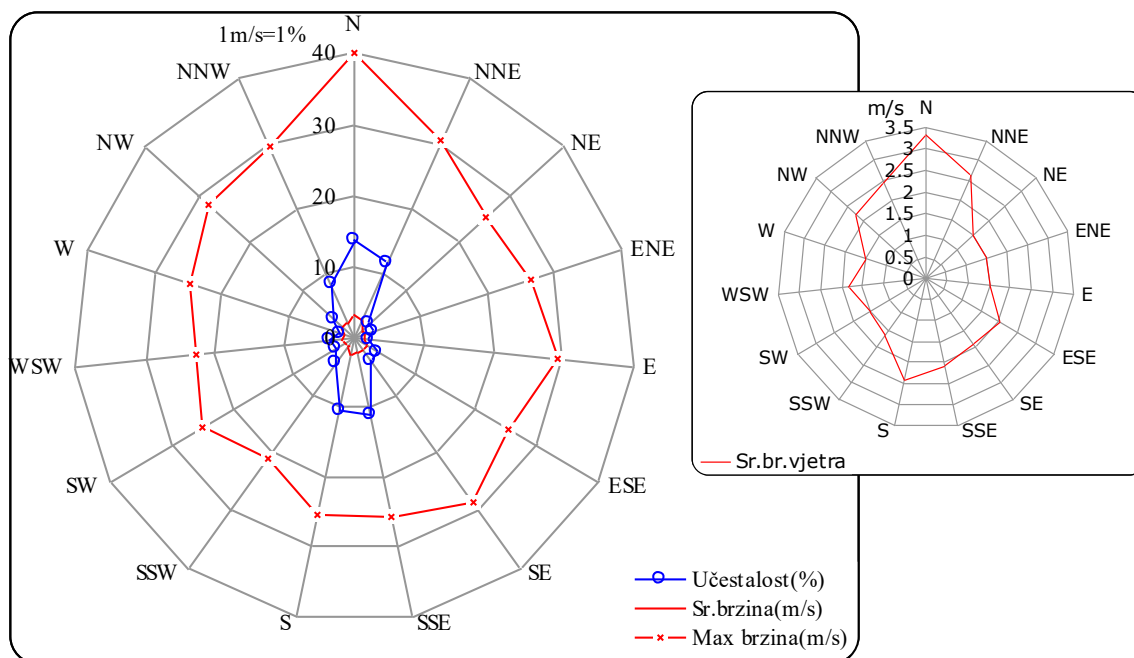 1m/s=1%
N
NNE
NE
ENE
E
ESE
SE
SSE
S
SSW
SW
WSW
W
NW
NNW
40
30
20
10
0
Učestalost(%)
Sr.brzina(m/s)
Max brzina(m/s)
m/s
N
NNE
NE
ENE
E
ESE
SE
SSE
S
SSW
SW
WSW
W
NW
NNW
3.5
3
2.5
2
1.5
1
0.5
0
Sr.br.vjetra